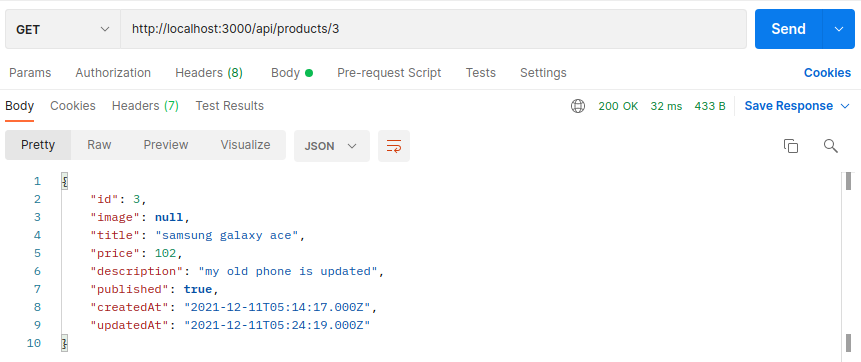 GET http://localhost:3000/api/products/3 Send
Params Authorization Headers (8) Body Pre-request Script Tests Settings Cookies
Body Cookies Headers (7) Test Results 200 OK 32 ms 433 B Save Response
Pretty Raw Preview Visualize JSON
1 {
2 "id": 3,
3 "image": null,
4 "title": "samsung galaxy ace",
5 "price": 102,
6 "description": "my old phone is updated",
7 "published": true,
8 "createdAt": "2021-12-11T05:14:17.000Z",
9 "updatedAt": "2021-12-11T05:24:19.000Z"
10 }